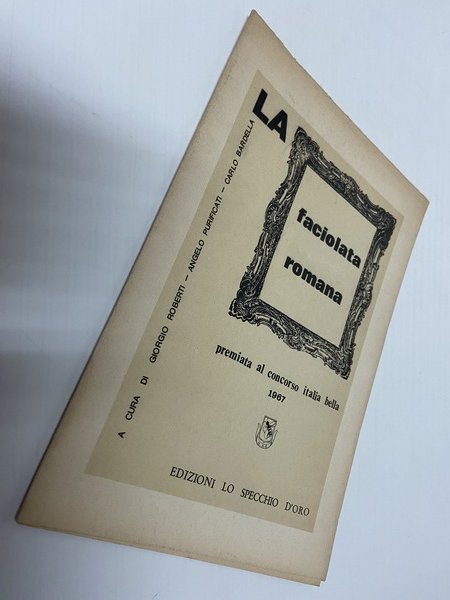 LA
faciolata
romana
A CURA DI GIORGIO ROBERTI – ANGELO PURIFICATI – CARLO BARDELLA
premiata al concorso italia bella
1967
EDIZIONI LO SPECCHIO D'ORO